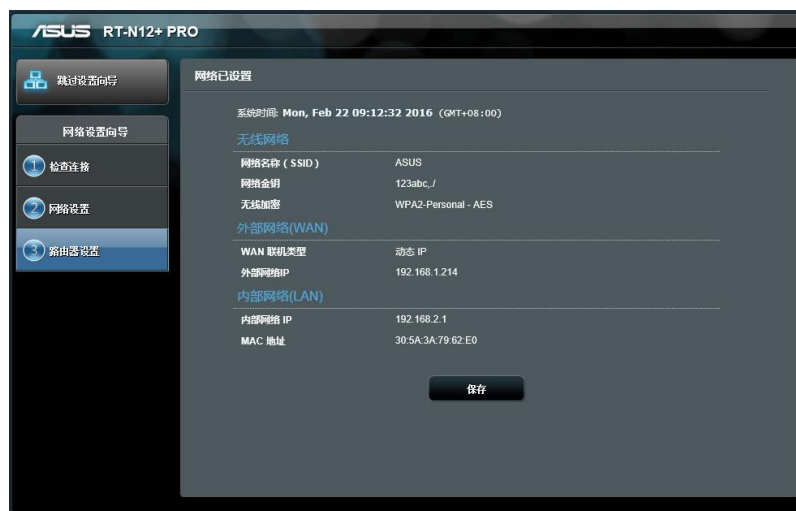 ASUS RT-N12+ PRO
跳过设置向导
网络设置向导
1 检查连接
2 网络设置
3 路由器设置
网络已设置
系统时间: Mon, Feb 22 09:12:32 2016 (GMT+08:00)
无线网络
网络名称 ( SSID ) ASUS
网络金钥 123abc,./
无线加密 WPA2-Personal - AES
外部网络(WAN)
WAN 联机类型 动态 IP
外部网络IP 192.168.1.214
内部网络(LAN)
内部网络 IP 192.168.2.1
MAC 地址 30:5A:3A:79:62:E0
保存